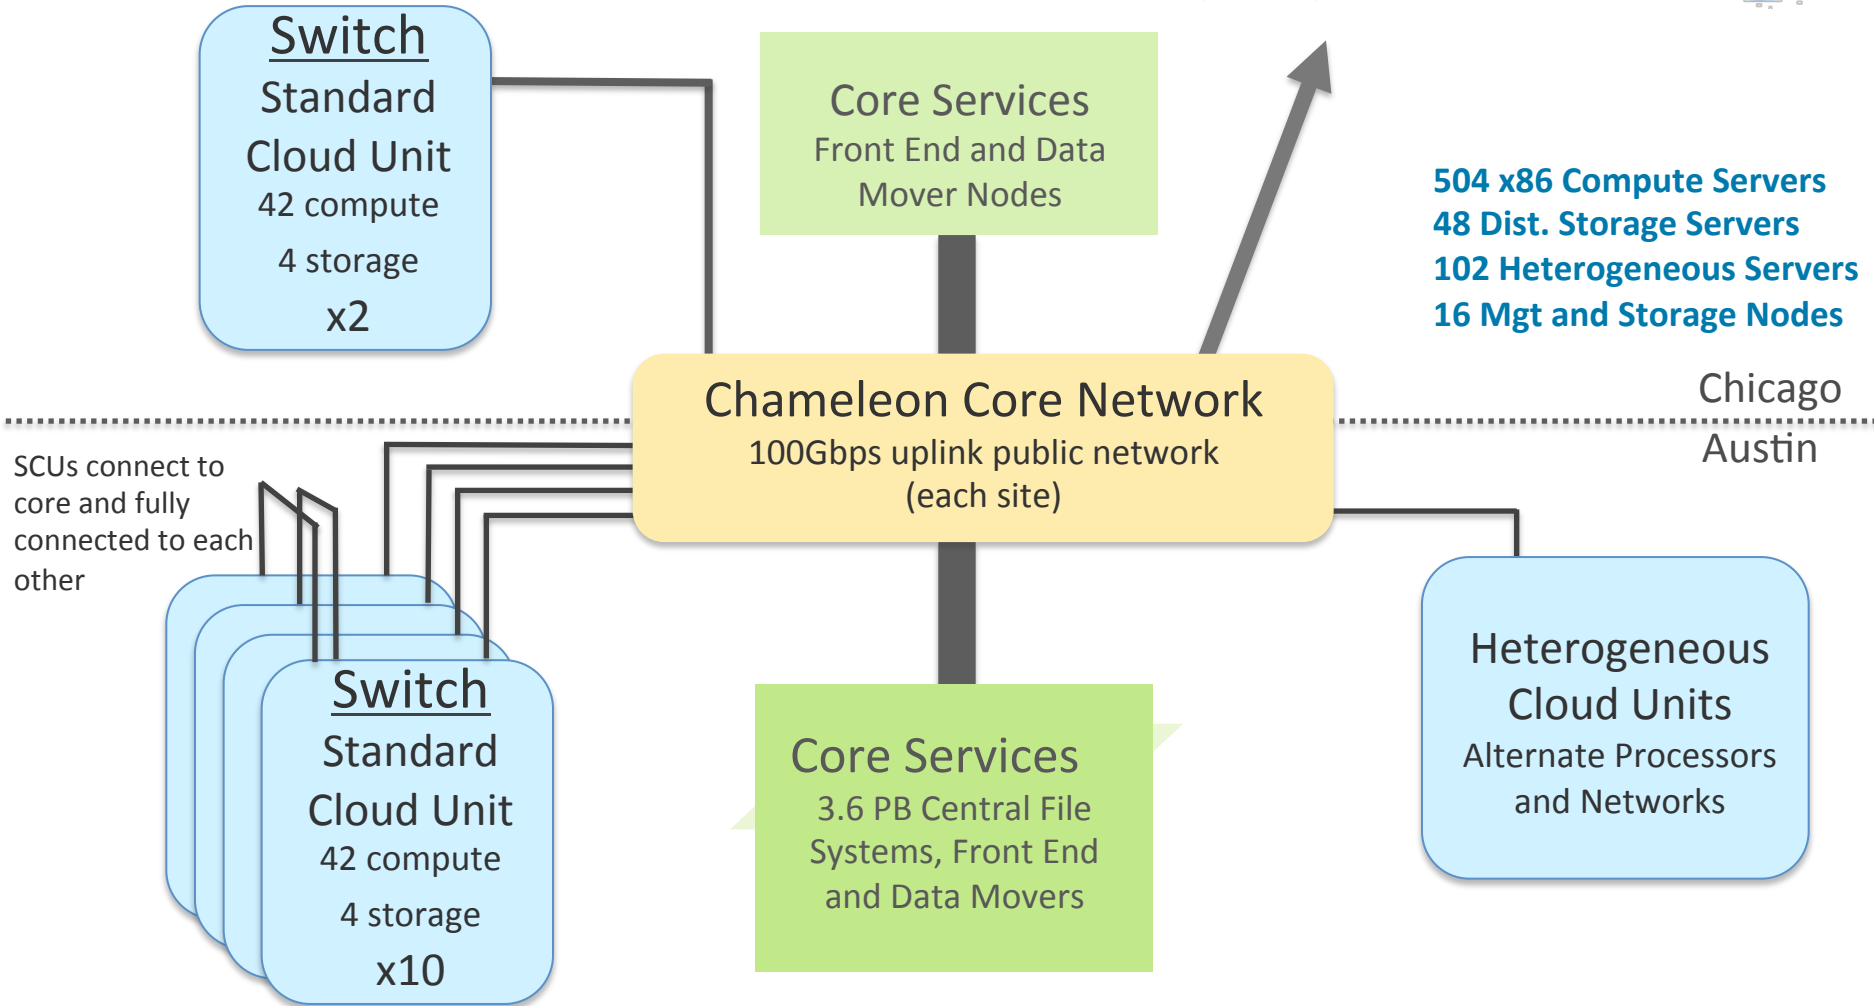 Switch
Standard
Cloud Unit
42 compute
4 storage
x2
Core Services
Front End and Data
Mover Nodes
504 x86 Compute Servers
48 Dist. Storage Servers
102 Heterogeneous Servers
16 Mgt and Storage Nodes
Chicago
Austin
Chameleon Core Network
100Gbps uplink public network
(each site)
SCUs connect to
core and fully
connected to each
other
Switch
Standard
Cloud Unit
42 compute
4 storage
x10
Core Services
3.6 PB Central File
Systems, Front End
and Data Movers
Heterogeneous
Cloud Units
Alternate Processors
and Networks